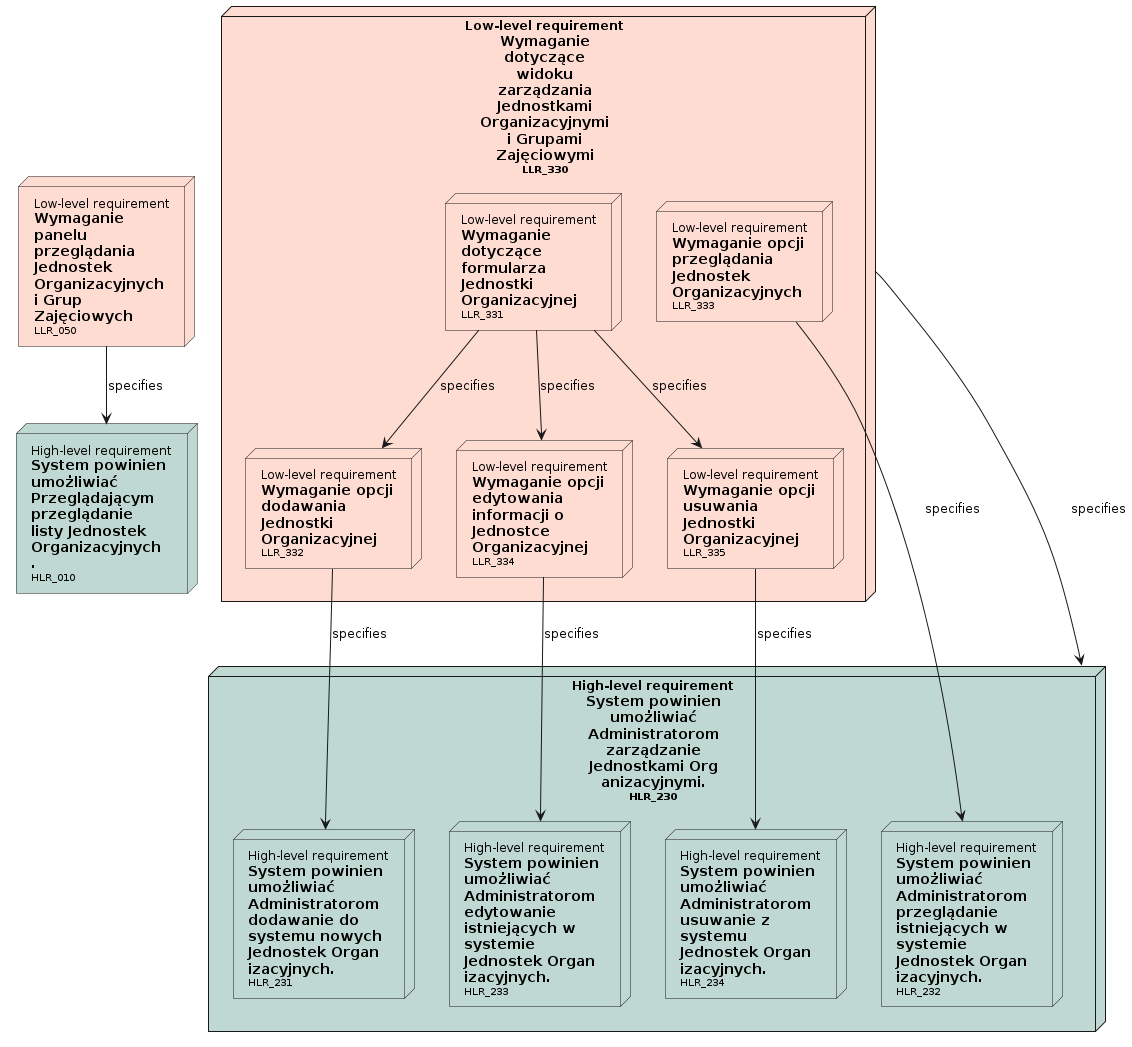 Low-level requirement
Wymaganie
dotyczące
widoku
zarządzania
Jednostkami
Organizacyjnymi
i Grupami
Zajęciowymi
LLR_330
Low-level requirement
Wymaganie
panelu
przeglądania
Jednostek
Organizacyjnych
i Grup
Zajęciowych
LLR_050
Low-level requirement
Wymaganie
dotyczące
formularza
Jednostki
Organizacyjnej
LLR_331
Low-level requirement
Wymaganie opcji
przeglądania
Jednostek
Organizacyjnych
LLR_333
specifies
specifies
specifies
specifies
High-level requirement
System powinien
umożliwiać
Przeglądającym
przeglądanie
listy Jednostek
Organizacyjnych
.
HLR_010
Low-level requirement
Wymaganie opcji
dodawania
Jednostki
Organizacyjnej
LLR_332
Low-level requirement
Wymaganie opcji
edytowania
informacji o
Jednostce
Organizacyjnej
LLR_334
Low-level requirement
Wymaganie opcji
usuwania
Jednostki
Organizacyjnej
LLR_335
specifies
specifies
specifies
specifies
specifies
High-level requirement
System powinien
umożliwiać
Administratorom
zarządzanie
Jednostkami Org
anizacyjnymi.
HLR_230
High-level requirement
System powinien
umożliwiać
Administratorom
dodawanie do
systemu nowych
Jednostek Organ
izacyjnych.
HLR_231
High-level requirement
System powinien
umożliwiać
Administratorom
edytowanie
istniejących w
systemie
Jednostek Organ
izacyjnych.
HLR_233
High-level requirement
System powinien
umożliwiać
Administratorom
usuwanie z
systemu
Jednostek Organ
izacyjnych.
HLR_234
High-level requirement
System powinien
umożliwiać
Administratorom
przeglądanie
istniejących w
systemie
Jednostek Organ
izacyjnych.
HLR_232